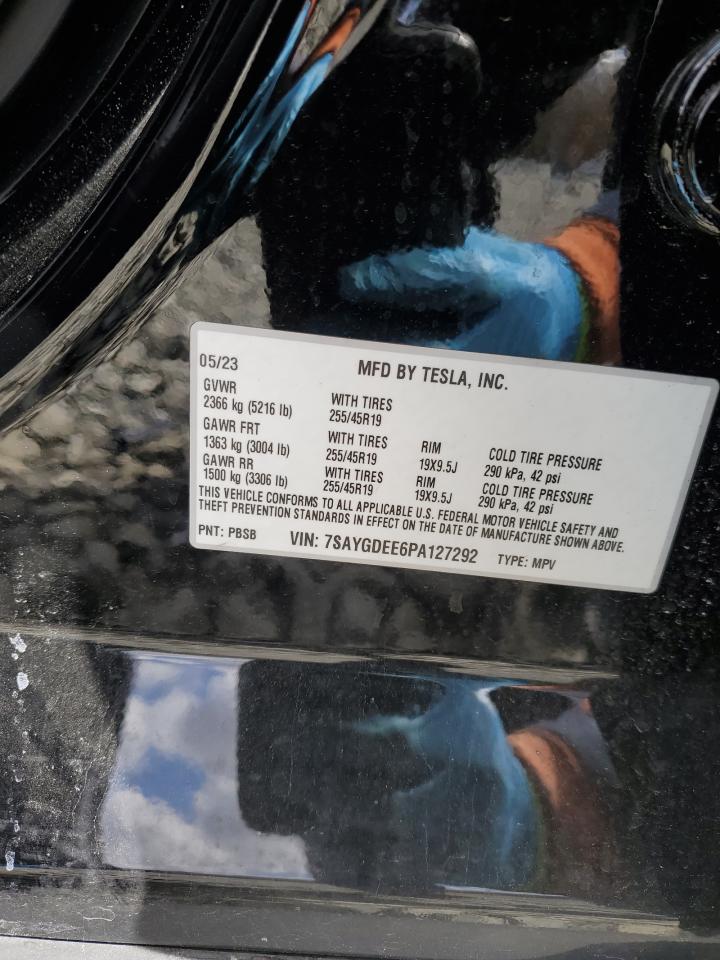 05/23 MFD BY TESLA, INC.
GVWR
2366 kg (5216 lb) WITH TIRES
255/45R19
GAWR FRT WITH TIRES RIM COLD TIRE PRESSURE
1363 kg (3004 lb) 255/45R19 19X9.5J 290 kPa, 42 psi
GAWR RR WITH TIRES RIM COLD TIRE PRESSURE
1500 kg (3306 lb) 255/45R19 19X9.5J 290 kPa, 42 psi
THIS VEHICLE CONFORMS TO ALL APPLICABLE U.S. FEDERAL MOTOR VEHICLE SAFETY AND
THEFT PREVENTION STANDARDS IN EFFECT ON THE DATE OF MANUFACTURE SHOWN ABOVE.
PNT: PBSB VIN: 7SAYGDEE6PA127292 TYPE: MPV